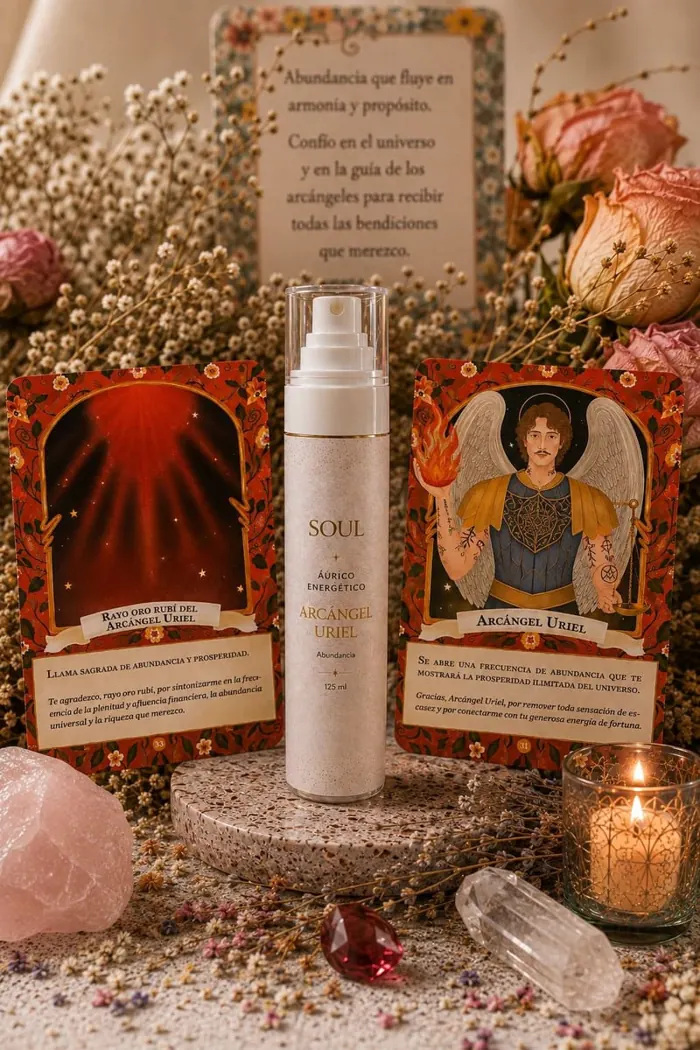 Abundancia que fluye en
armonía y propósito.
Confío en el universo
y en la guía de los
arcángeles para recibir
todas las bendiciones
que merezco.
RAYO ORO RUBÍ DEL
ARCÁNGEL URIEL
LLAMA SAGRADA DE ABUNDANCIA Y PROSPERIDAD.
Te agradezco, rayo oro rubí, por sintonizarme en la frecu-
encia de la plenitud y afluencia financiera, la abundancia
universal y la riqueza que merezco.
33
SOUL
ÁURICO
ENERGÉTICO
ARCÁNGEL
URIEL
Abundancia
125 ml
ARCÁNGEL URIEL
SE ABRE UNA FRECUENCIA DE ABUNDANCIA QUE TE
MOSTRARÁ LA PROSPERIDAD ILIMITADA DEL UNIVERSO.
Gracias, Arcángel Uriel, por remover toda sensación de es-
casez y por conectarme con tu generosa energía de fortuna.